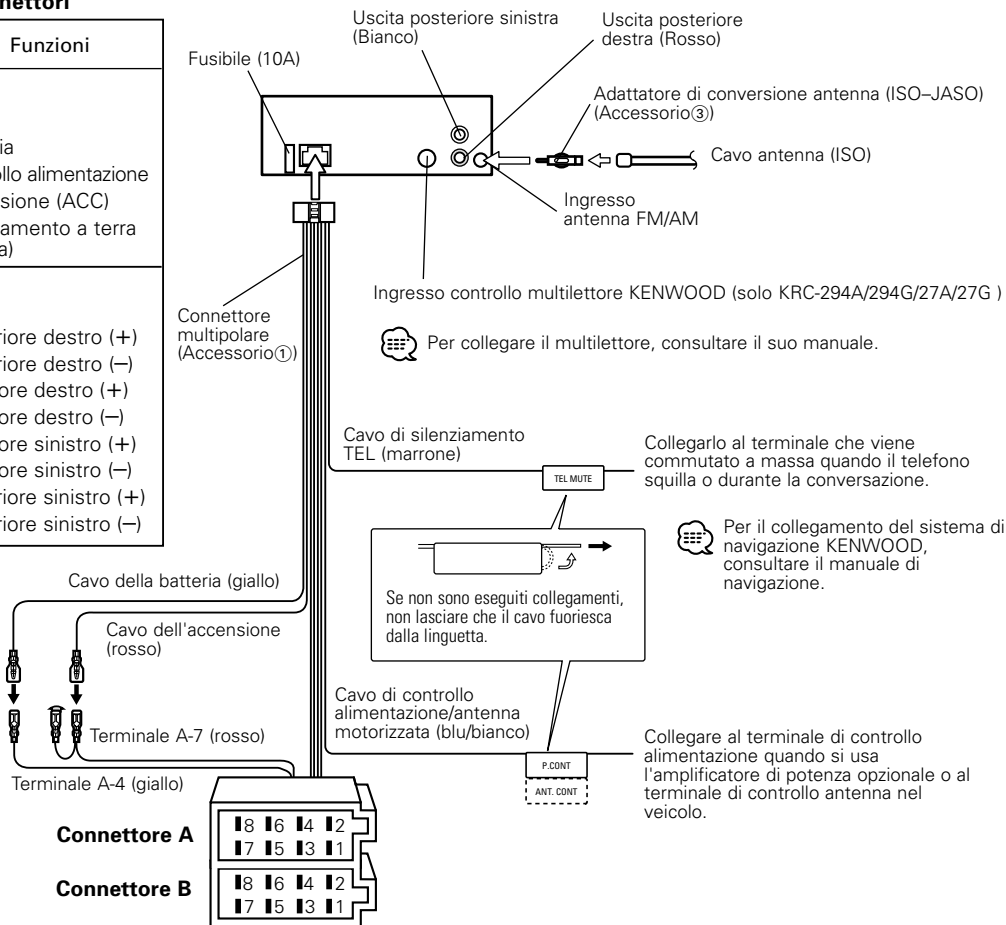 nettori
Funzioni
ia
ollo alimentazione
sione (ACC)
amento a terra
a)
riore destro (+)
riore destro (−)
ore destro (+)
ore destro (−)
ore sinistro (+)
ore sinistro (−)
riore sinistro (+)
riore sinistro (−)
Fusibile (10A)
Uscita posteriore sinistra
(Bianco)
Uscita posteriore
destra (Rosso)
Adattatore di conversione antenna (ISO–JASO)
(Accessorio③)
Cavo antenna (ISO)
Ingresso
antenna FM/AM
Ingresso controllo multilettore KENWOOD (solo KRC-294A/294G/27A/27G )
Per collegare il multilettore, consultare il suo manuale.
Connettore
multipolare
(Accessorio①)
Cavo di silenziamento
TEL (marrone)
TEL MUTE
Collegarlo al terminale che viene
commutato a massa quando il telefono
squilla o durante la conversazione.
Per il collegamento del sistema di
navigazione KENWOOD,
consultare il manuale di
navigazione.
Se non sono eseguiti collegamenti,
non lasciare che il cavo fuoriesca
dalla linguetta.
Cavo della batteria (giallo)
Cavo dell'accensione
(rosso)
Cavo di controllo
alimentazione/antenna
motorizzata (blu/bianco)
P.CONT
ANT. CONT
Collegare al terminale di controllo
alimentazione quando si usa
l'amplificatore di potenza opzionale o al
terminale di controllo antenna nel
veicolo.
Terminale A-7 (rosso)
Terminale A-4 (giallo)
Connettore A
8 6 4 2
7 5 3 1
Connettore B
8 6 4 2
7 5 3 1